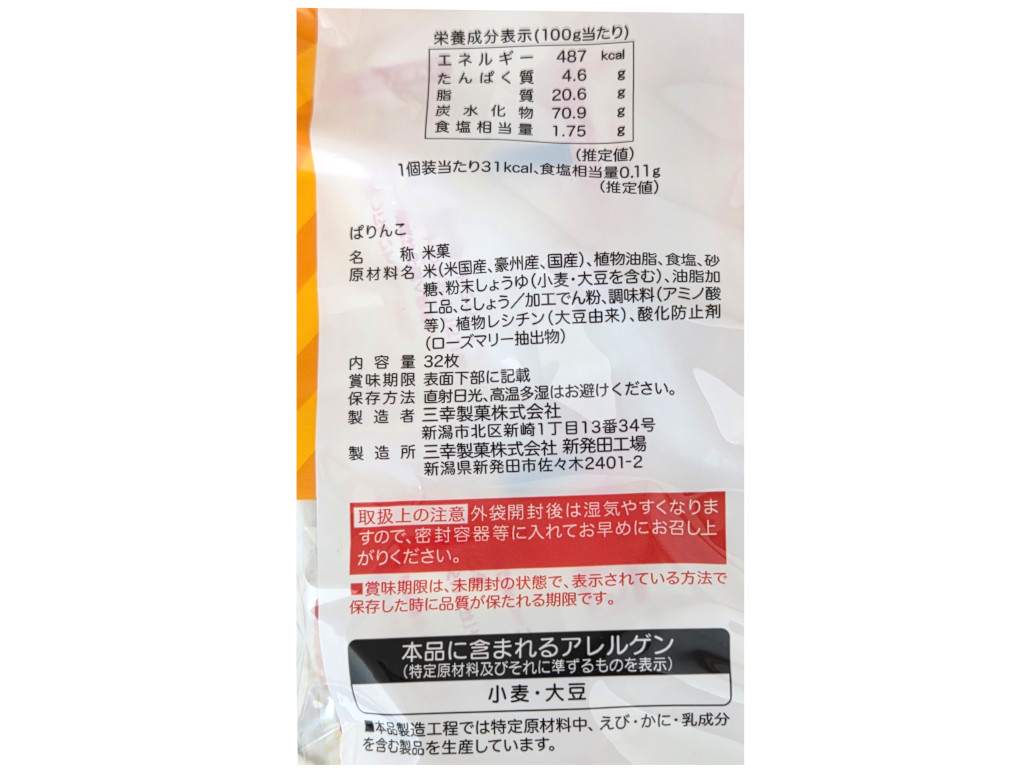 栄養成分表示(100g当たり)
エネルギー 487 kcal
たんぱく質 4.6 g
脂質 20.6 g
炭水化物 70.9 g
食塩相当量 1.75 g
(推定値)
1個装当たり31kcal、食塩相当量0.11g
(推定値)
ぱりんこ
名称 米菓
原材料名 米(米国産、豪州産、国産)、植物油脂、食塩、砂
糖、粉末しょうゆ(小麦・大豆を含む)、油脂加
工品、こしょう/加工でん粉、調味料(アミノ酸
等)、植物レシチン(大豆由来)、酸化防止剤
(ローズマリー抽出物)
内容量 32枚
賞味期限 表面下部に記載
保存方法 直射日光、高温多湿はお避けください。
製造者 三幸製菓株式会社
新潟市北区新崎1丁目13番34号
製造所 三幸製菓株式会社 新発田工場
新潟県新発田市佐々木2401-2
取扱上の注意 外袋開封後は湿気やすくなりま
すので、密封容器等に入れてお早めにお召し上
がりください。
■賞味期限は、未開封の状態で、表示されている方法で
保存した時に品質が保たれる期限です。
本品に含まれるアレルゲン
(特定原材料及びそれに準ずるものを表示)
小麦・大豆
■本品製造工程では特定原材料中、えび・かに・乳成分
を含む製品を生産しています。